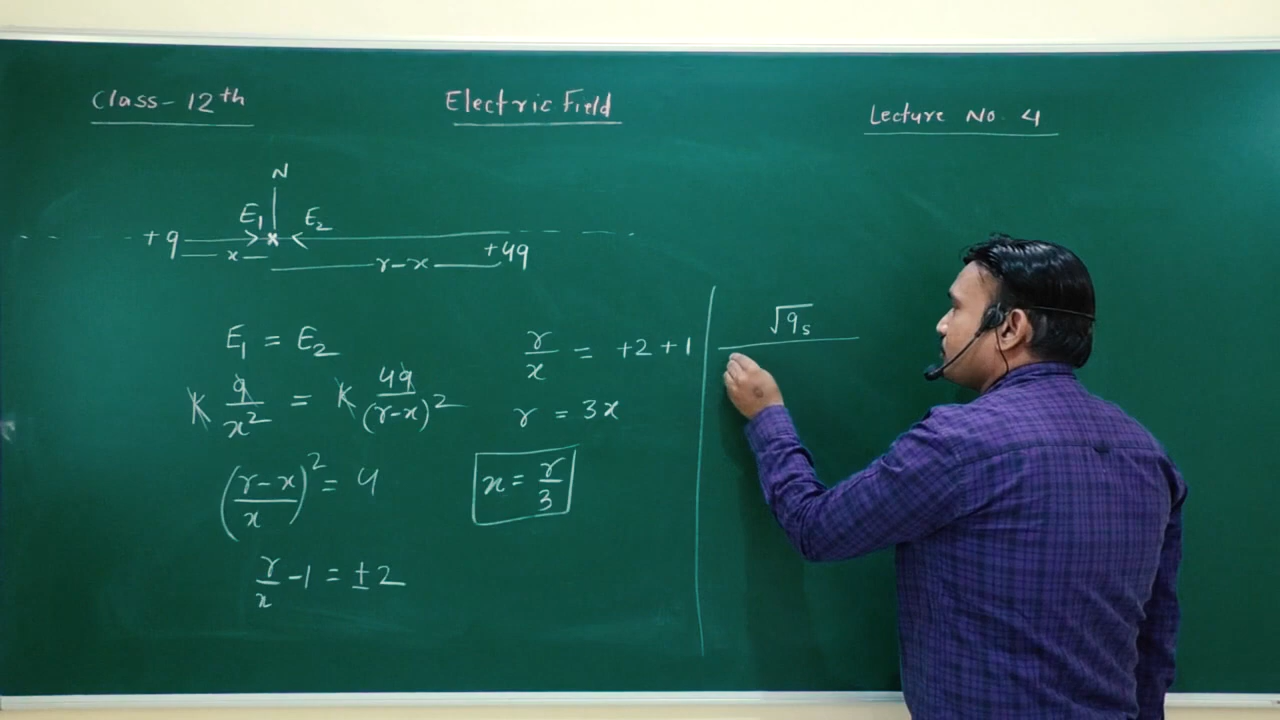 Class-12th
Electric Field
Lecture No. 4
N
E₁ E₂
+q +4q
x r-x
E₁ = E₂
K q/x² = K 4q/(r-x)²
((r-x)/x)² = 4
r/x -1 = ±2
r/x = +2+1
r = 3x
x = r/3
√qₛ